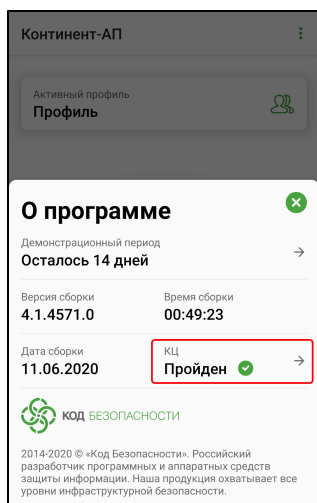 Континент-АП
Активный профиль
Профиль
О программе
Демонстрационный период
Осталось 14 дней
Версия сборки
4.1.4571.0
Время сборки
00:49:23
Дата сборки
11.06.2020
КЦ
Пройден
КОД БЕЗОПАСНОСТИ
2014-2020 © «Код Безопасности». Российский
разработчик программных и аппаратных средств
защиты информации. Наша продукция охватывает все
уровни инфраструктурной безопасности.